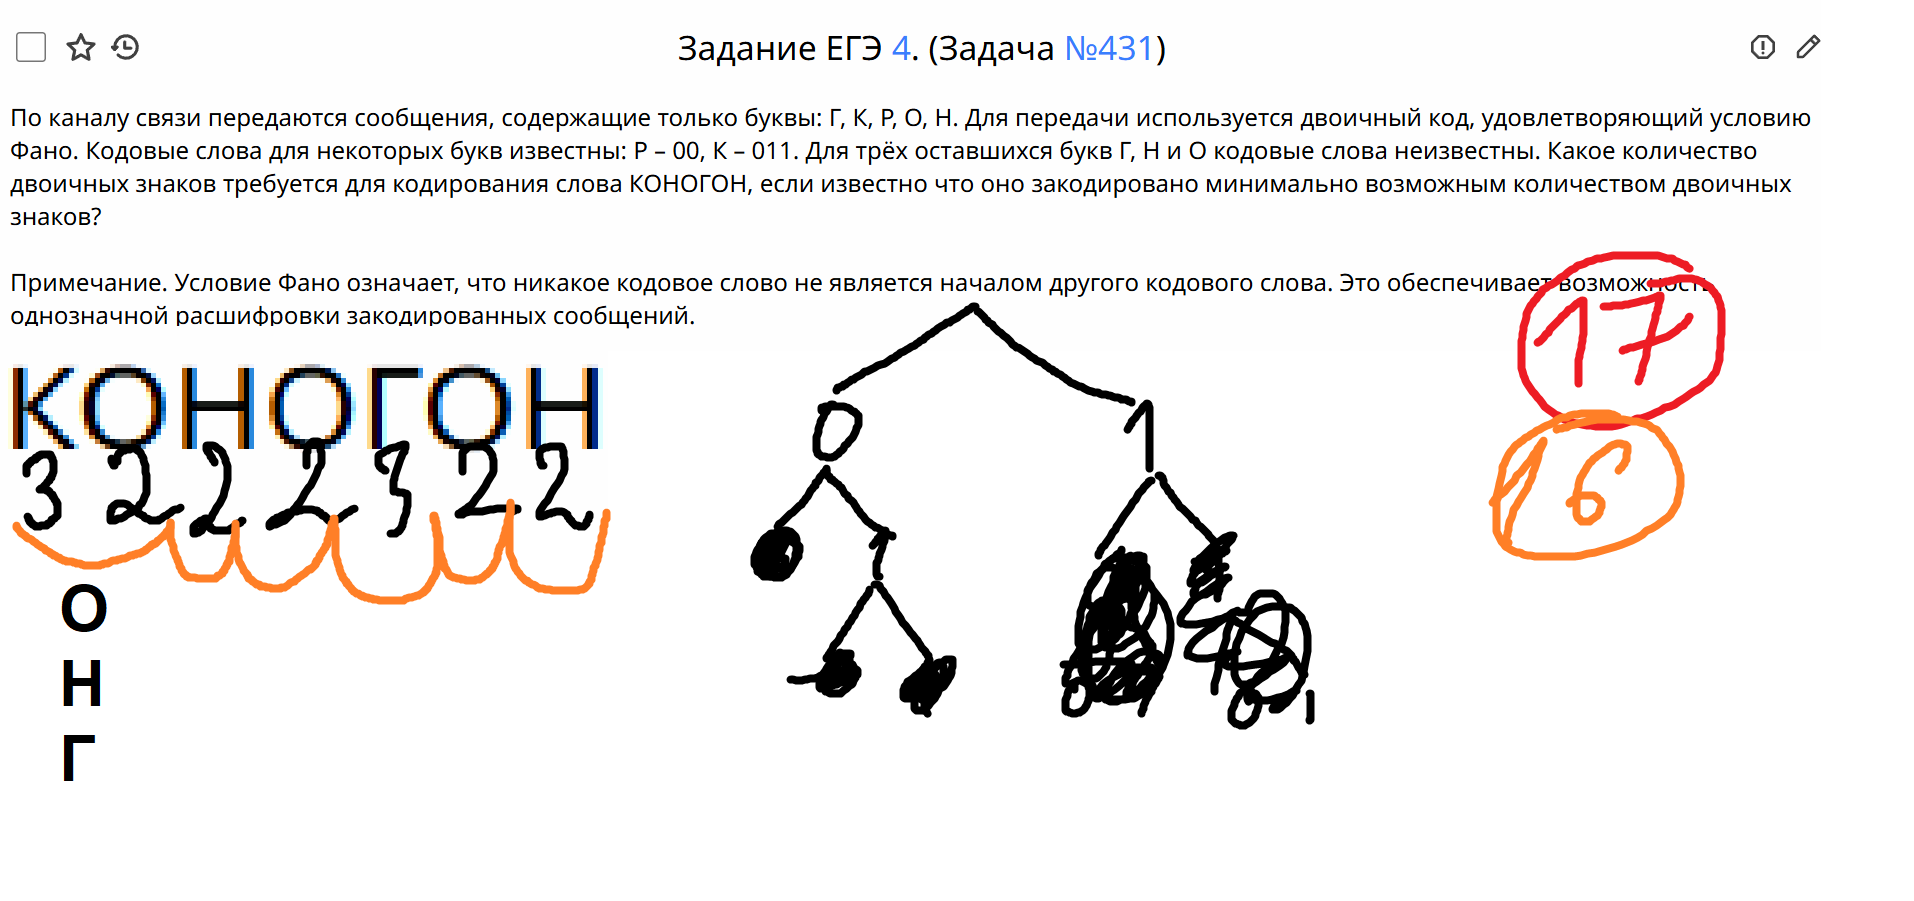 Задание ЕГЭ 4. (Задача №431)
По каналу связи передаются сообщения, содержащие только буквы: Г, К, Р, О, Н. Для передачи используется двоичный код, удовлетворяющий условию
Фано. Кодовые слова для некоторых букв известны: Р – 00, К – 011. Для трёх оставшихся букв Г, Н и О кодовые слова неизвестны. Какое количество
двоичных знаков требуется для кодирования слова КОНОГОН, если известно что оно закодировано минимально возможным количеством двоичных
знаков?
Примечание. Условие Фано означает, что никакое кодовое слово не является началом другого кодового слова. Это обеспечивает возможность
однозначной расшифровки закодированных сообщений.
17
КОНОГОН
0 1
3 2 2 2 3 2 2
16
1
О
Н
0 1
Г